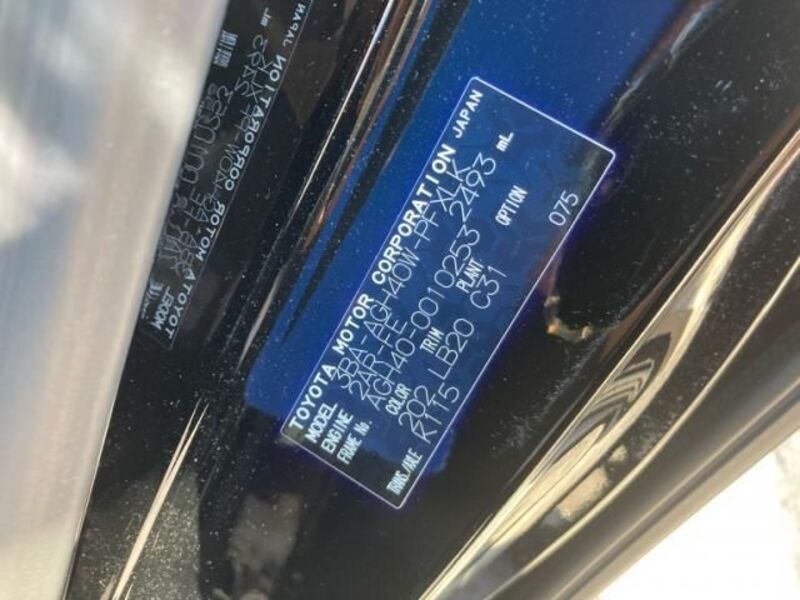 TOYOTA MOTOR CORPORATION JAPAN
MODEL 3BA-AGH40W-PFXLK
ENGINE 2AR-FE 2493 mL
FRAME No. AGH40-0010253
COLOR TRIM PLANT OPTION
202 LB20 C31
TRNS./AXLE K115 075